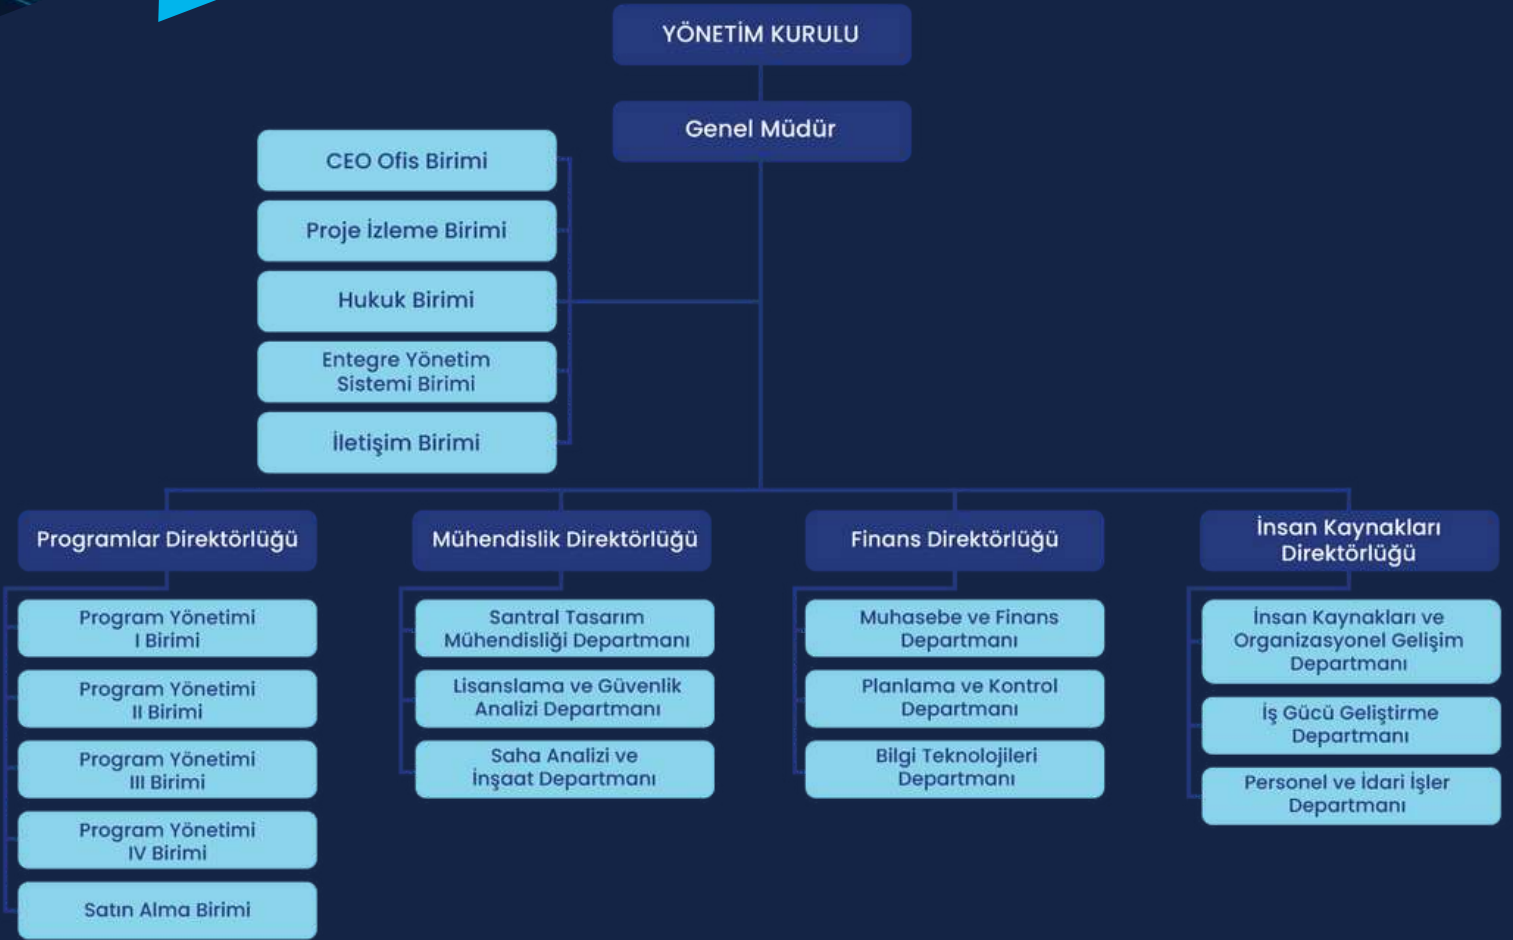 YÖNETİM KURULU
Genel Müdür
CEO Ofis Birimi
Proje İzleme Birimi
Hukuk Birimi
Entegre Yönetim
Sistemi Birimi
İletişim Birimi
Programlar Direktörlüğü
Program Yönetimi
I Birimi
Program Yönetimi
II Birimi
Program Yönetimi
III Birimi
Program Yönetimi
IV Birimi
Satın Alma Birimi
Mühendislik Direktörlüğü
Santral Tasarım
Mühendisliği Departmanı
Lisanslama ve Güvenlik
Analizi Departmanı
Saha Analizi ve
İnşaat Departmanı
Finans Direktörlüğü
Muhasebe ve Finans
Departmanı
Planlama ve Kontrol
Departmanı
Bilgi Teknolojileri
Departmanı
İnsan Kaynakları
Direktörlüğü
İnsan Kaynakları ve
Organizasyonel Gelişim
Departmanı
İş Gücü Geliştirme
Departmanı
Personel ve İdari İşler
Departmanı